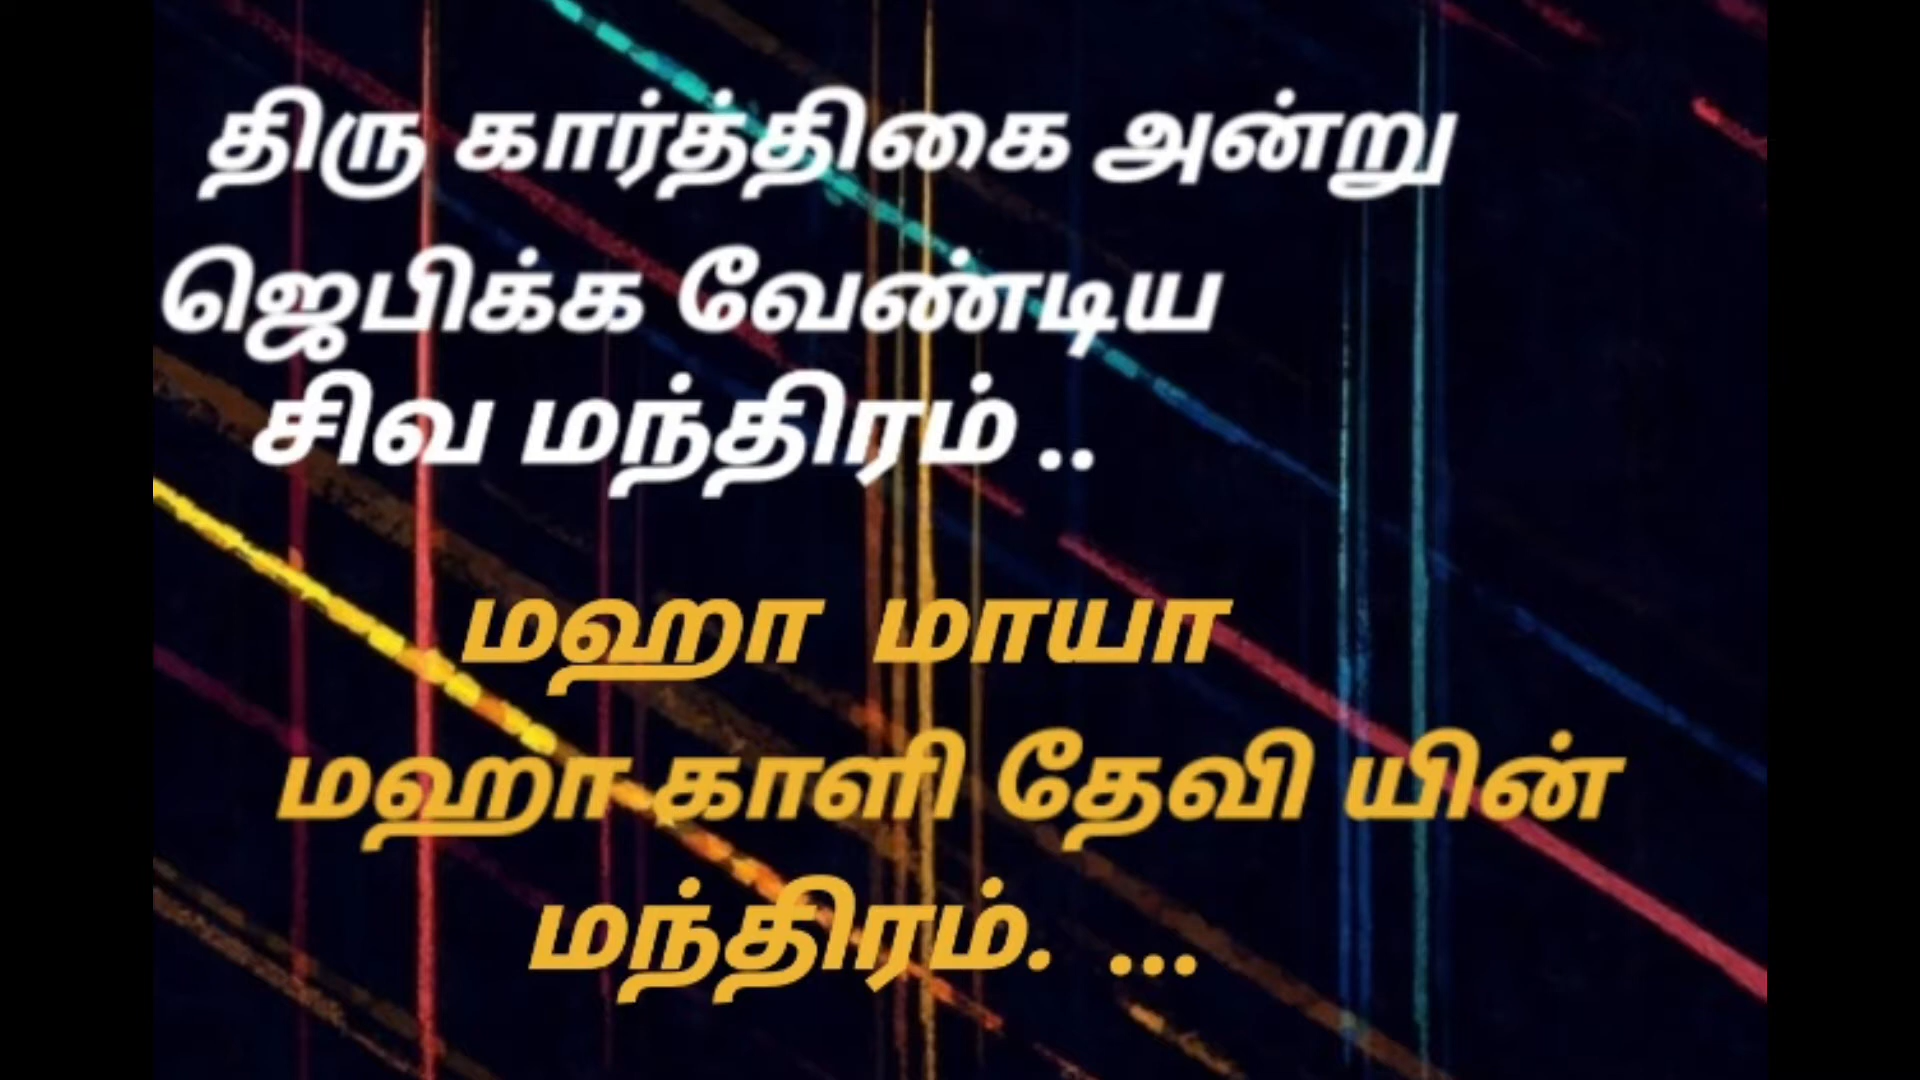 திரு கார்த்திகை அன்று
ஜெபிக்க வேண்டிய
சிவ மந்திரம் ..
மஹா மாயா
மஹா காளி தேவி யின்
மந்திரம். ...